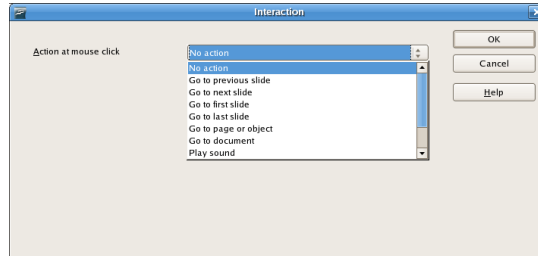 Interaction
Action at mouse click
No action
No action
Go to previous slide
Go to next slide
Go to first slide
Go to last slide
Go to page or object
Go to document
Play sound
OK
Cancel
Help